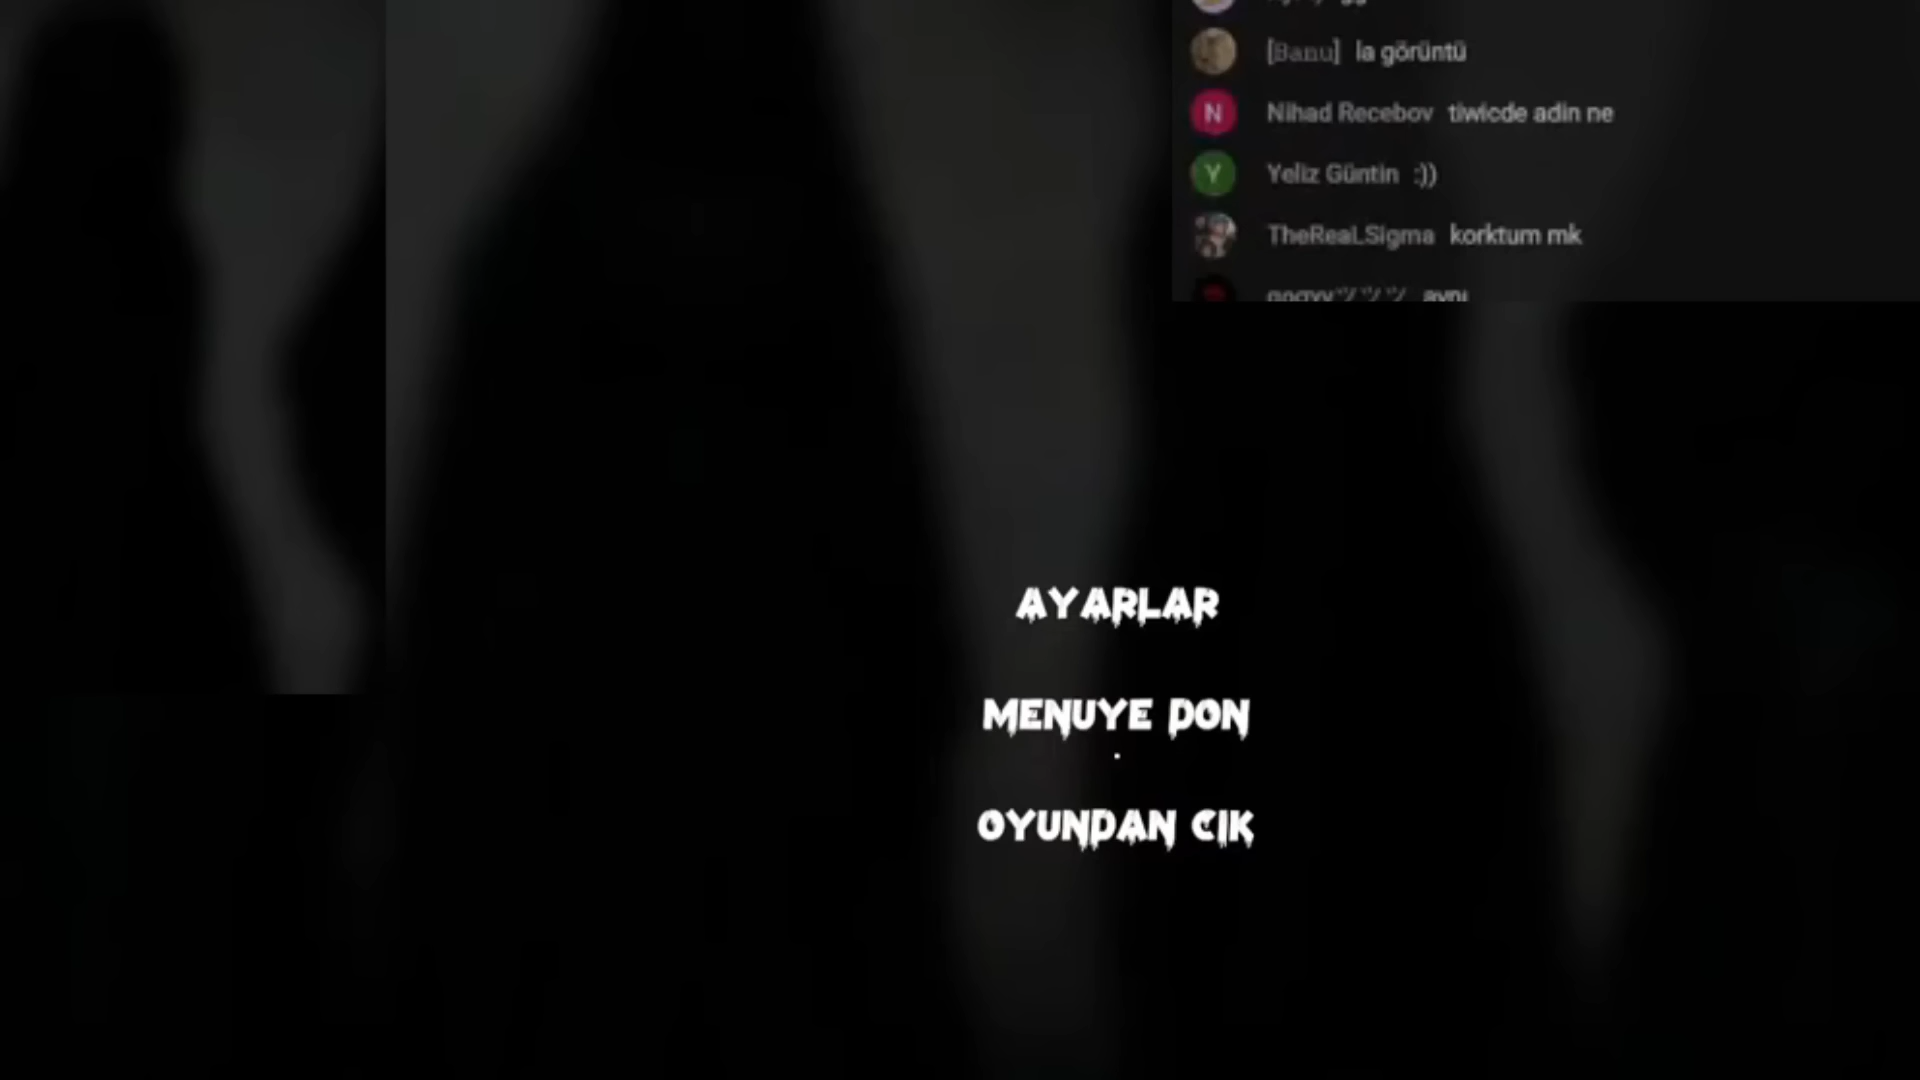 [Banu] la görüntü
Nihad Recebov tiwicde adin ne
Yeliz Güntin :))
TheReaLSigma korktum mk
AYARLAR
MENUYE DON
OYUNDAN CIK